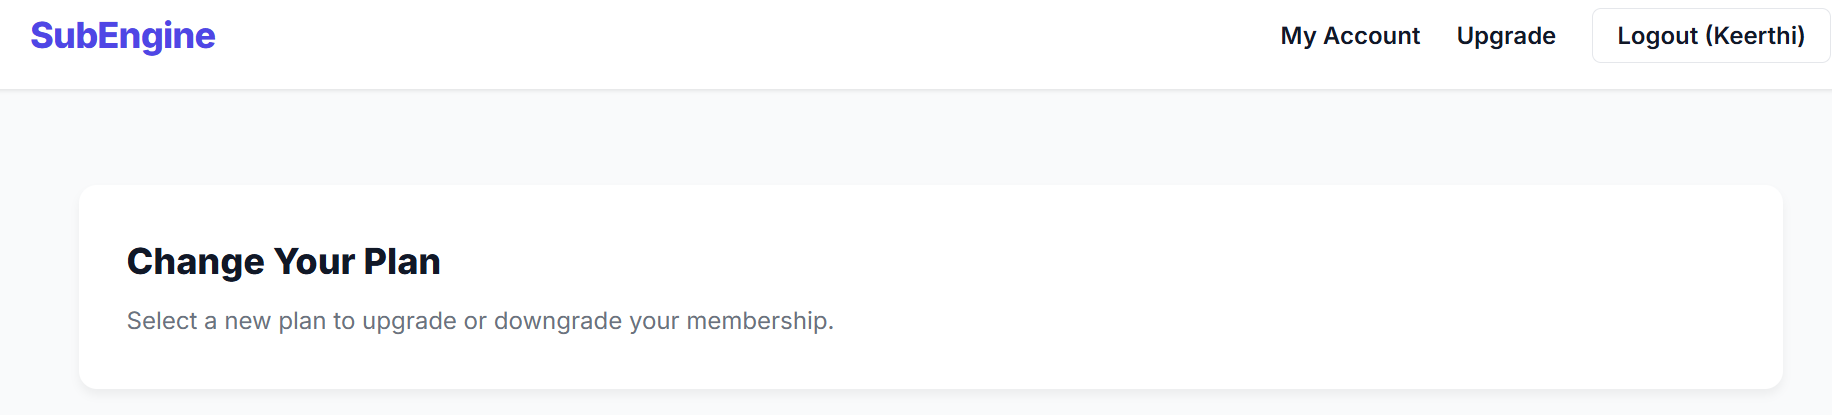 SubEngine
My Account
Upgrade
Logout (Keerthi)
Change Your Plan
Select a new plan to upgrade or downgrade your membership.